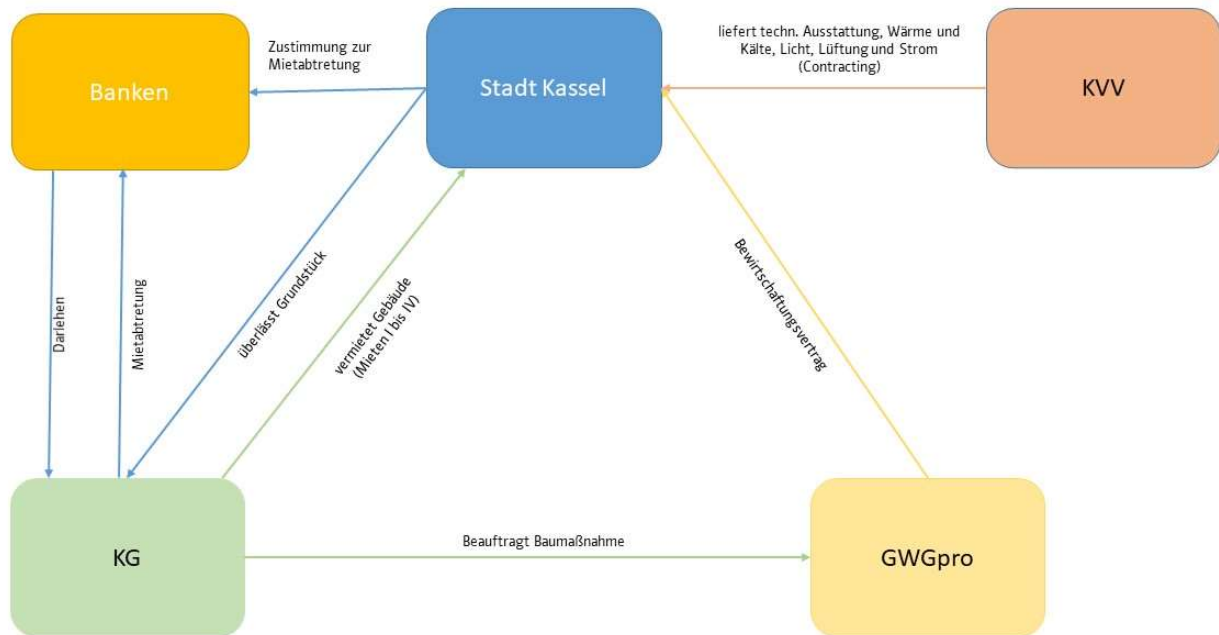 liefert techn. Ausstattung, Wärme und
Kälte, Licht, Lüftung und Strom
(Contracting)
Zustimmung zur
Mietabtretung
Banken
Stadt Kassel
KVV
Darlehen
Mietabtretung
überlässt Grundstück
vermietet Gebäude
(Mieten I bis IV)
Bewirtschaftungsvertrag
Beauftragt Baumaßnahme
KG
GWGpro